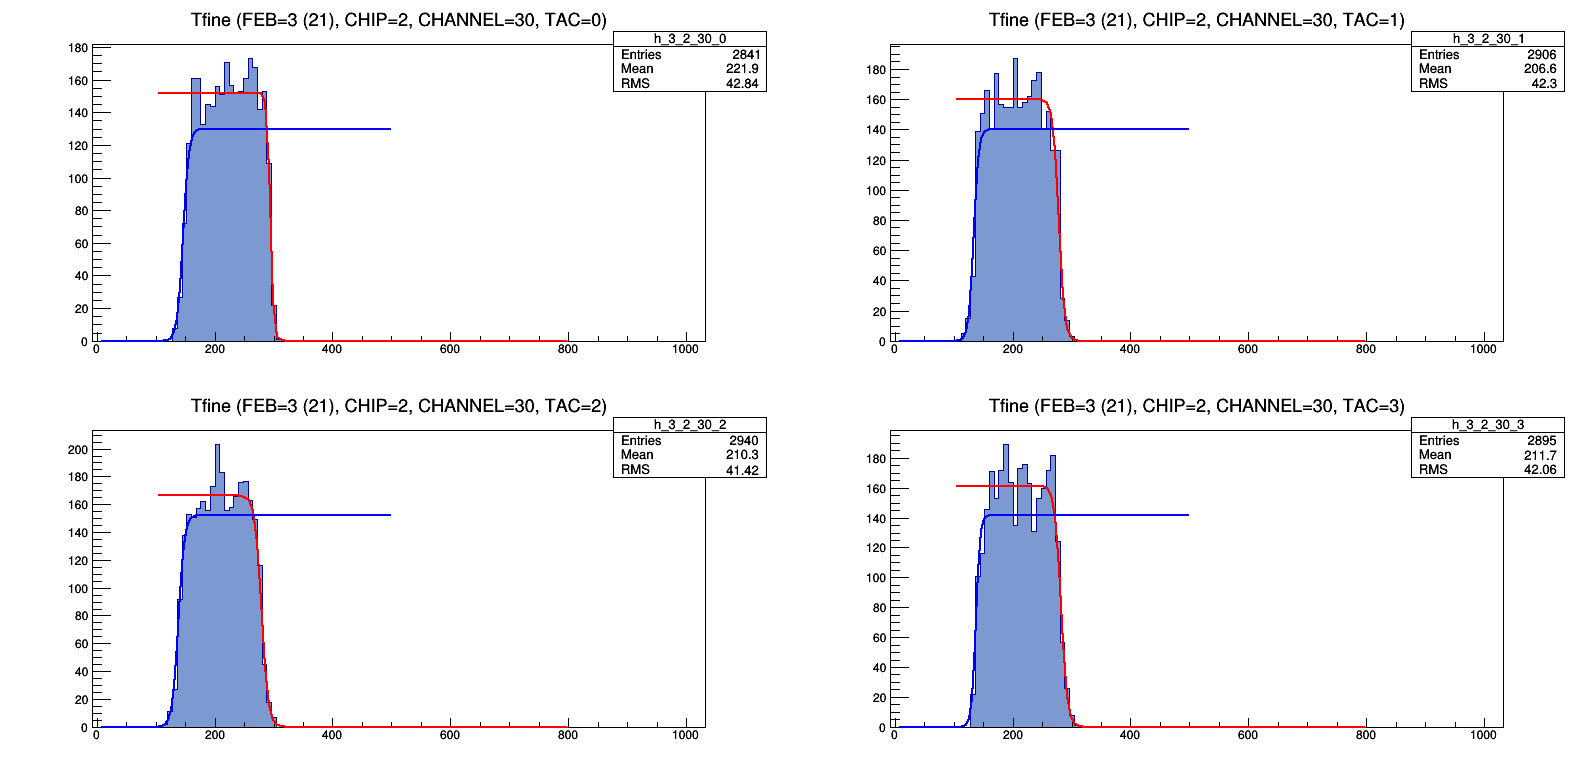 Tfine (FEB=3 (21), CHIP=2, CHANNEL=30, TAC=0)
h_3_2_30_0
Entries 2841
Mean 221.9
RMS 42.84
180
160
140
120
100
80
60
40
20
0
0 200 400 600 800 1000
Tfine (FEB=3 (21), CHIP=2, CHANNEL=30, TAC=1)
h_3_2_30_1
Entries 2906
Mean 206.6
RMS 42.3
180
160
140
120
100
80
60
40
20
0
0 200 400 600 800 1000
Tfine (FEB=3 (21), CHIP=2, CHANNEL=30, TAC=2)
h_3_2_30_2
Entries 2940
Mean 210.3
RMS 41.42
200
180
160
140
120
100
80
60
40
20
0
0 200 400 600 800 1000
Tfine (FEB=3 (21), CHIP=2, CHANNEL=30, TAC=3)
h_3_2_30_3
Entries 2895
Mean 211.7
RMS 42.06
180
160
140
120
100
80
60
40
20
0
0 200 400 600 800 1000